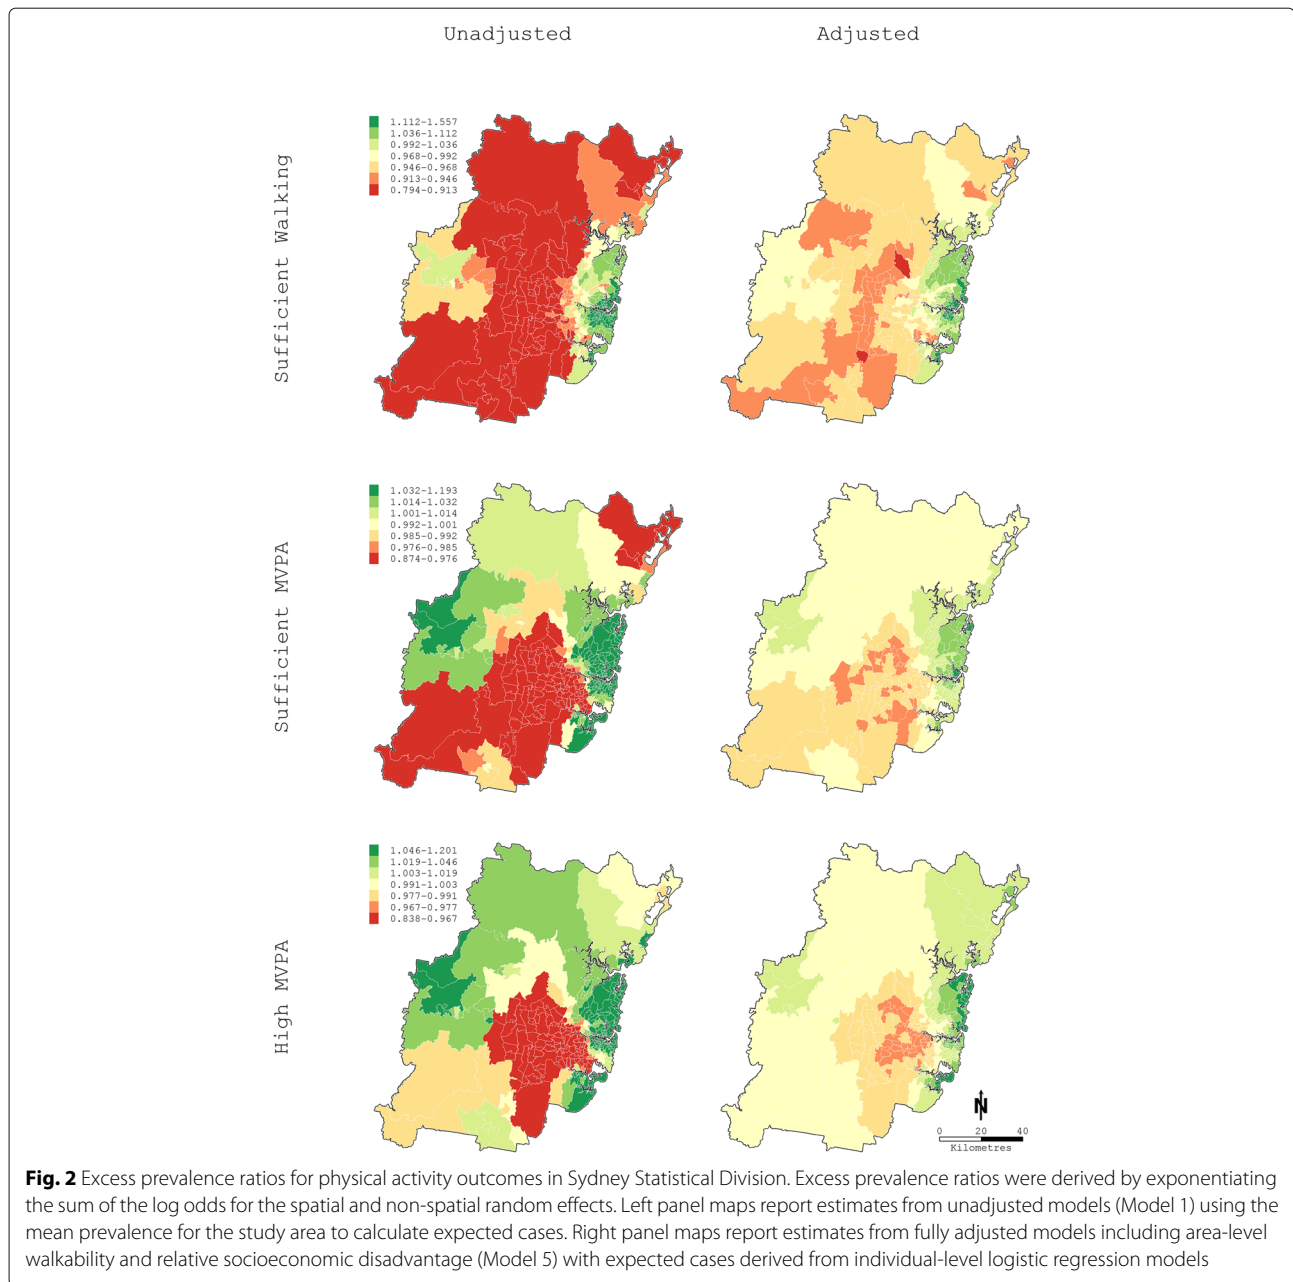 Unadjusted
Adjusted
Sufficient Walking
1.112-1.557
1.036-1.112
0.992-1.036
0.968-0.992
0.946-0.968
0.913-0.946
0.794-0.913
Sufficient MVPA
1.032-1.193
1.014-1.032
1.001-1.014
0.992-1.001
0.985-0.992
0.976-0.985
0.874-0.976
High MVPA
1.046-1.201
1.019-1.046
1.003-1.019
0.991-1.003
0.977-0.991
0.967-0.977
0.838-0.967
N
0 20 40
Kilometres
Fig. 2 Excess prevalence ratios for physical activity outcomes in Sydney Statistical Division. Excess prevalence ratios were derived by exponentiating
the sum of the log odds for the spatial and non-spatial random effects. Left panel maps report estimates from unadjusted models (Model 1) using the
mean prevalence for the study area to calculate expected cases. Right panel maps report estimates from fully adjusted models including area-level
walkability and relative socioeconomic disadvantage (Model 5) with expected cases derived from individual-level logistic regression models